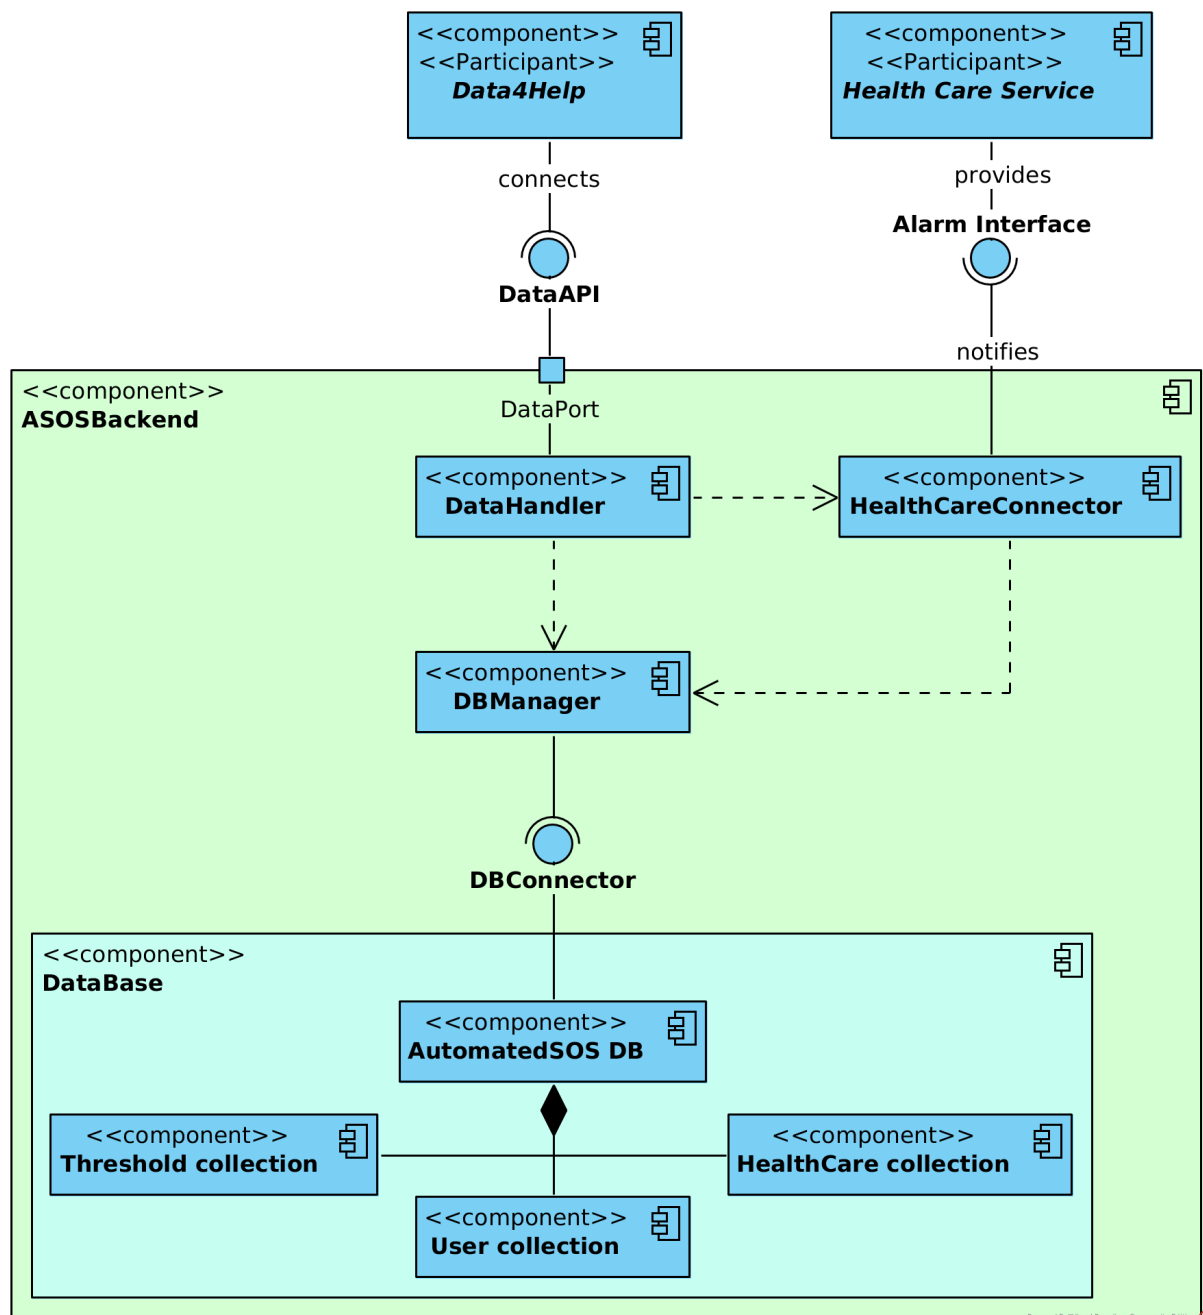 <<component>>
<<Participant>>
Data4Help
<<component>>
<<Participant>>
Health Care Service
connects
provides
Alarm Interface
DataAPI
notifies
<<component>>
ASOSBackend
DataPort
<<component>>
DataHandler
<<component>>
HealthCareConnector
<<component>>
DBManager
DBConnector
<<component>>
DataBase
<<component>>
AutomatedSOS DB
<<component>>
Threshold collection
<<component>>
HealthCare collection
<<component>>
User collection